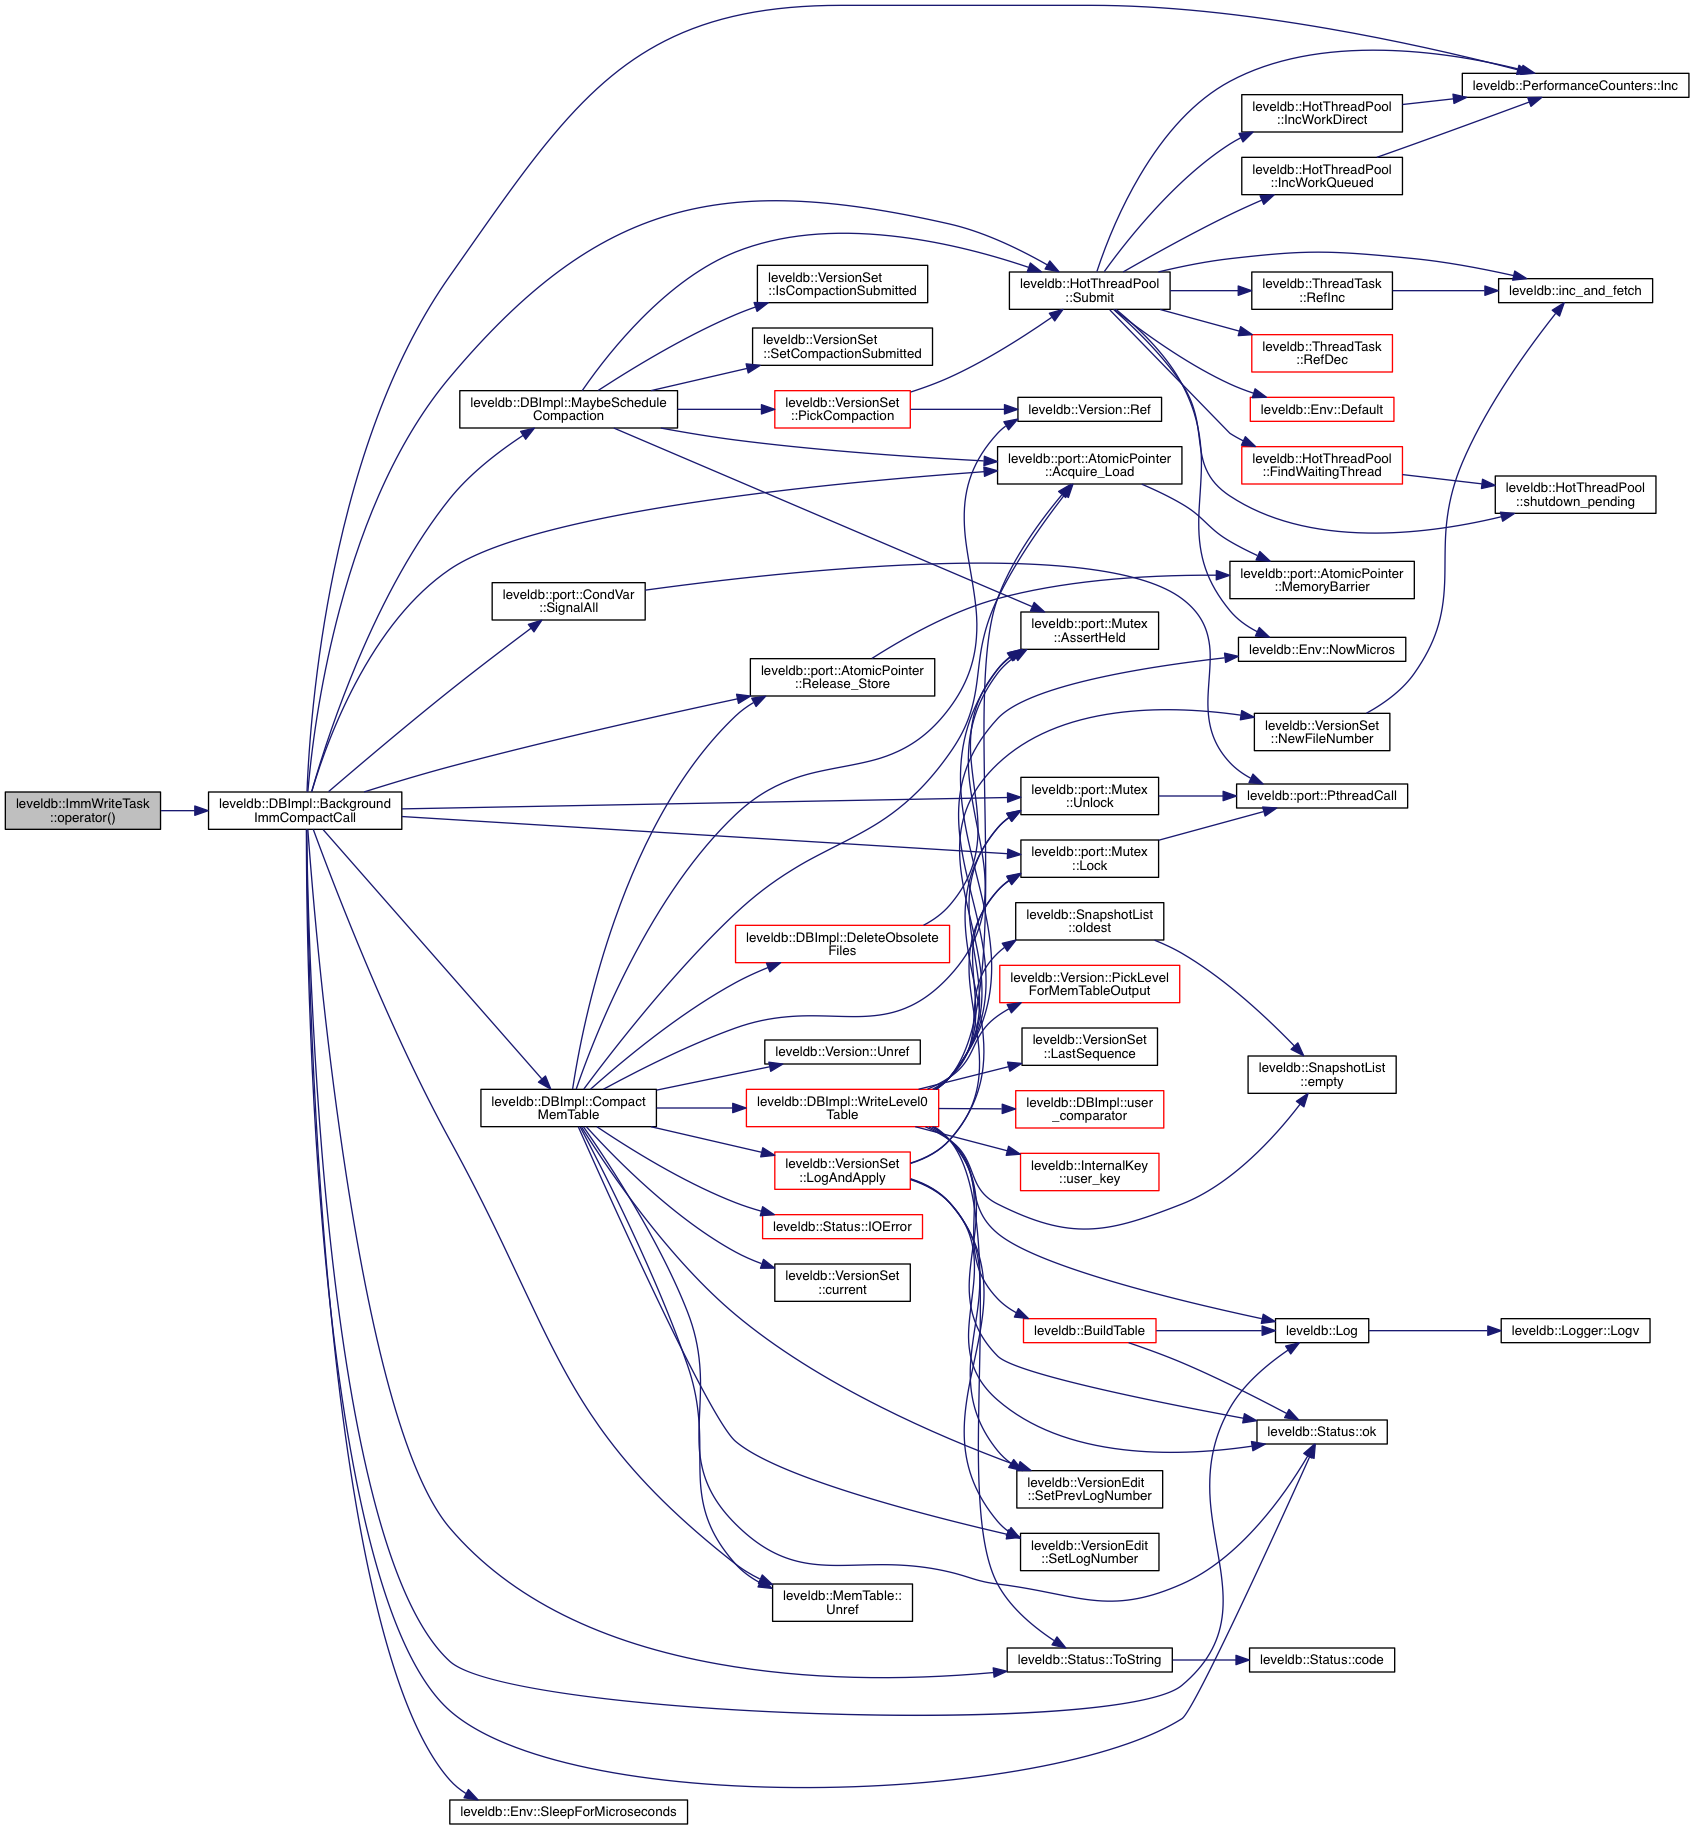 leveldb::PerformanceCounters::Inc
leveldb::HotThreadPool
::IncWorkDirect
leveldb::HotThreadPool
::IncWorkQueued
leveldb::VersionSet
::IsCompactionSubmitted
leveldb::HotThreadPool
::Submit
leveldb::ThreadTask
::RefInc
leveldb::inc_and_fetch
leveldb::VersionSet
::SetCompactionSubmitted
leveldb::ThreadTask
::RefDec
leveldb::DBImpl::MaybeSchedule
Compaction
leveldb::VersionSet
::PickCompaction
leveldb::Version::Ref
leveldb::Env::Default
leveldb::port::AtomicPointer
::Acquire_Load
leveldb::HotThreadPool
::FindWaitingThread
leveldb::HotThreadPool
::shutdown_pending
leveldb::port::CondVar
::SignalAll
leveldb::port::AtomicPointer
::MemoryBarrier
leveldb::port::Mutex
::AssertHeld
leveldb::Env::NowMicros
leveldb::port::AtomicPointer
::Release_Store
leveldb::VersionSet
::NewFileNumber
leveldb::ImmWriteTask
::operator()
leveldb::DBImpl::Background
ImmCompactCall
leveldb::port::Mutex
::Unlock
leveldb::port::PthreadCall
leveldb::port::Mutex
::Lock
leveldb::SnapshotList
::oldest
leveldb::DBImpl::DeleteObsolete
Files
leveldb::Version::PickLevel
ForMemTableOutput
leveldb::Version::Unref
leveldb::VersionSet
::LastSequence
leveldb::SnapshotList
::empty
leveldb::DBImpl::Compact
MemTable
leveldb::DBImpl::WriteLevel0
Table
leveldb::DBImpl::user
_comparator
leveldb::VersionSet
::LogAndApply
leveldb::InternalKey
::user_key
leveldb::Status::IOError
leveldb::VersionSet
::current
leveldb::BuildTable
leveldb::Log
leveldb::Logger::Logv
leveldb::Status::ok
leveldb::VersionEdit
::SetPrevLogNumber
leveldb::VersionEdit
::SetLogNumber
leveldb::MemTable::
Unref
leveldb::Status::ToString
leveldb::Status::code
leveldb::Env::SleepForMicroseconds